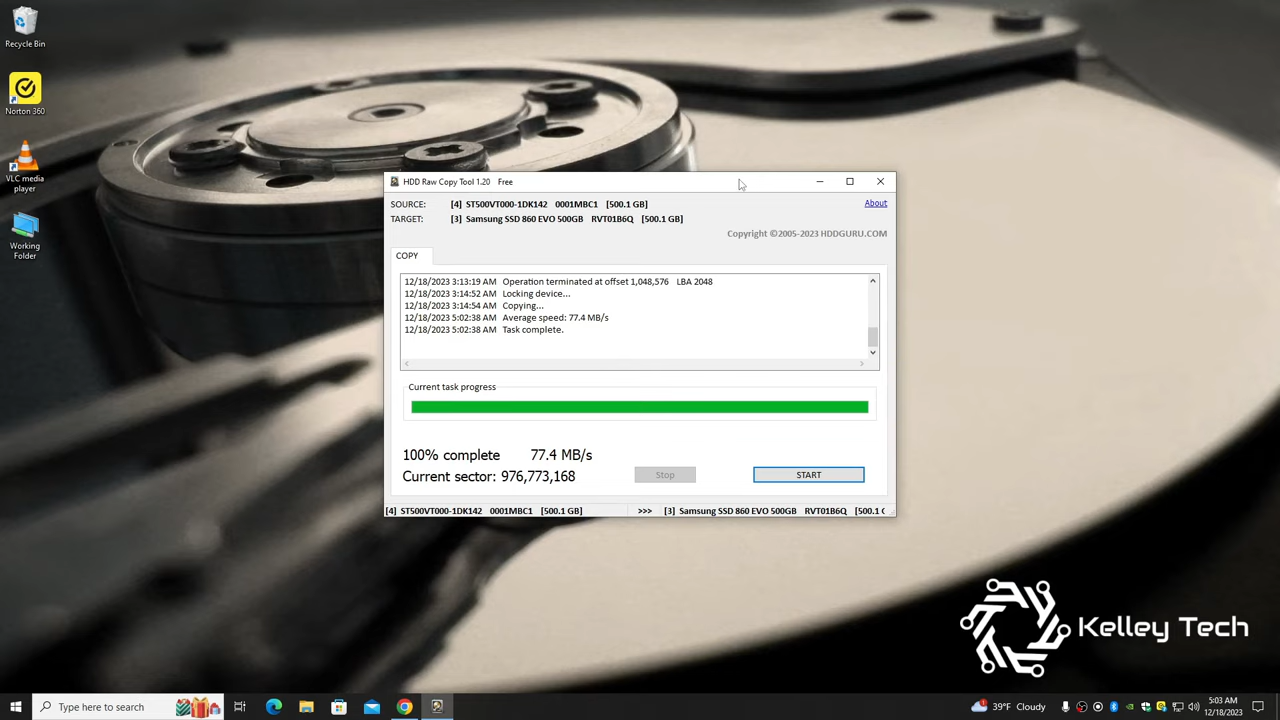 Recycle Bin
Norton 360
VLC media
player
Working
Folder
HDD Raw Copy Tool 1.20 Free
SOURCE: [4] ST500VT000-1DK142 0001MBC1 [500.1 GB]
About
TARGET: [3] Samsung SSD 860 EVO 500GB RVT01B6Q [500.1 GB]
Copyright ©2005-2023 HDDGURU.COM
COPY
12/18/2023 3:13:19 AM Operation terminated at offset 1,048,576 LBA 2048
12/18/2023 3:14:52 AM Locking device...
12/18/2023 3:14:54 AM Copying...
12/18/2023 5:02:38 AM Average speed: 77.4 MB/s
12/18/2023 5:02:38 AM Task complete.
Current task progress
100% complete 77.4 MB/s
Current sector: 976,773,168
Stop
START
[4] ST500VT000-1DK142 0001MBC1 [500.1 GB] >>> [3] Samsung SSD 860 EVO 500GB RVT01B6Q [500.1 G
Kelley Tech
Type here to search
39°F Cloudy
5:03 AM
12/18/2023